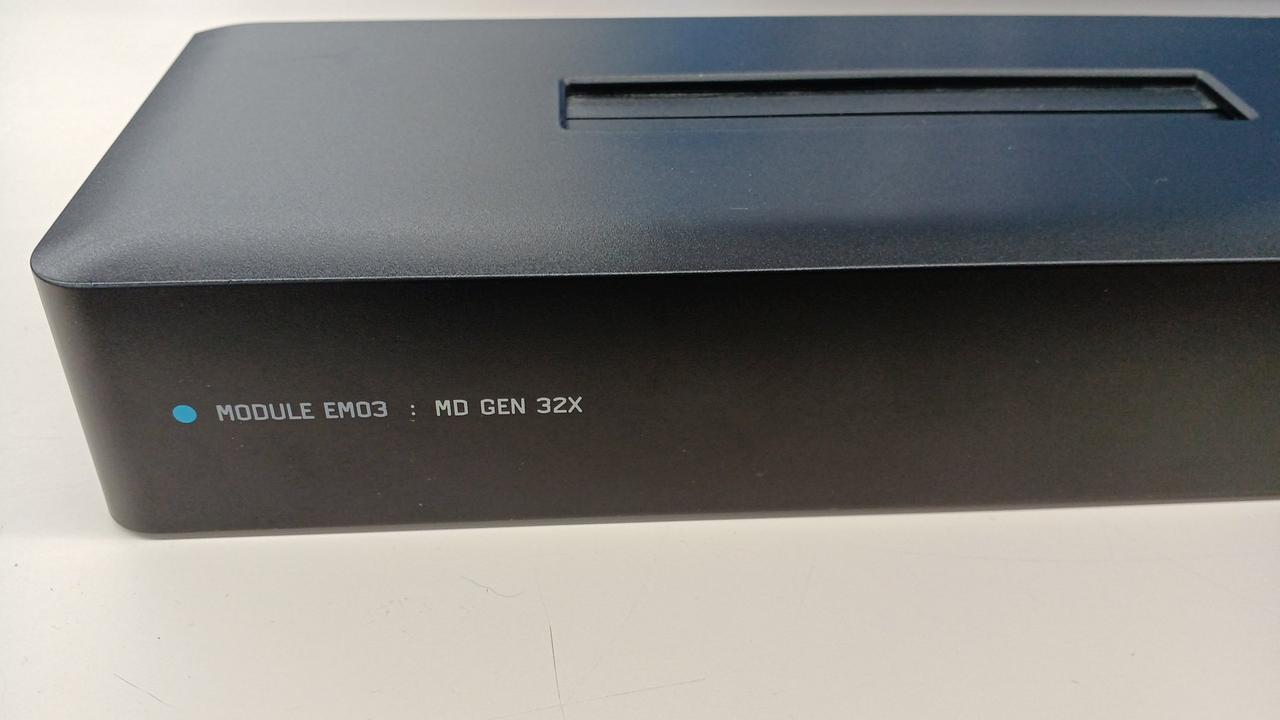 MODULE EM03 : MD GEN 32X